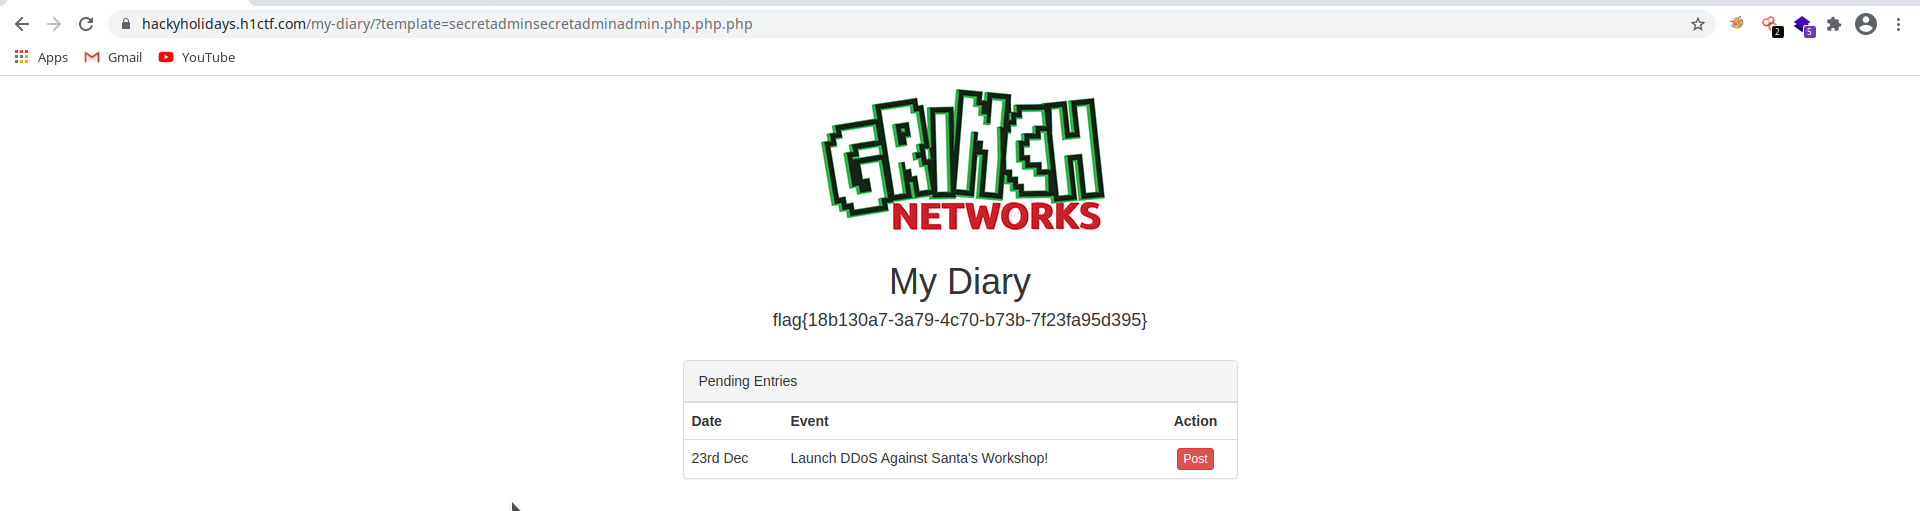 hackyholidays.h1ctf.com/my-diary/?template=secretadminsecretadminadmin.php.php.php
2
5
Apps Gmail YouTube
GRINCH
NETWORKS
My Diary
flag{18b130a7-3a79-4c70-b73b-7f23fa95d395}
Pending Entries
Date Event Action
23rd Dec Launch DDoS Against Santa's Workshop! Post